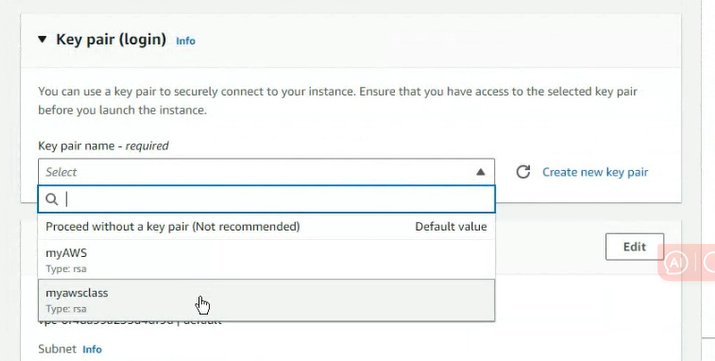 Key pair (login) Info
You can use a key pair to securely connect to your instance. Ensure that you have access to the selected key pair
before you launch the instance.
Key pair name - required
Select
Create new key pair
Proceed without a key pair (Not recommended) Default value
myAWS
Type: rsa
Edit
myawsclass
Type: rsa
default
Subnet Info